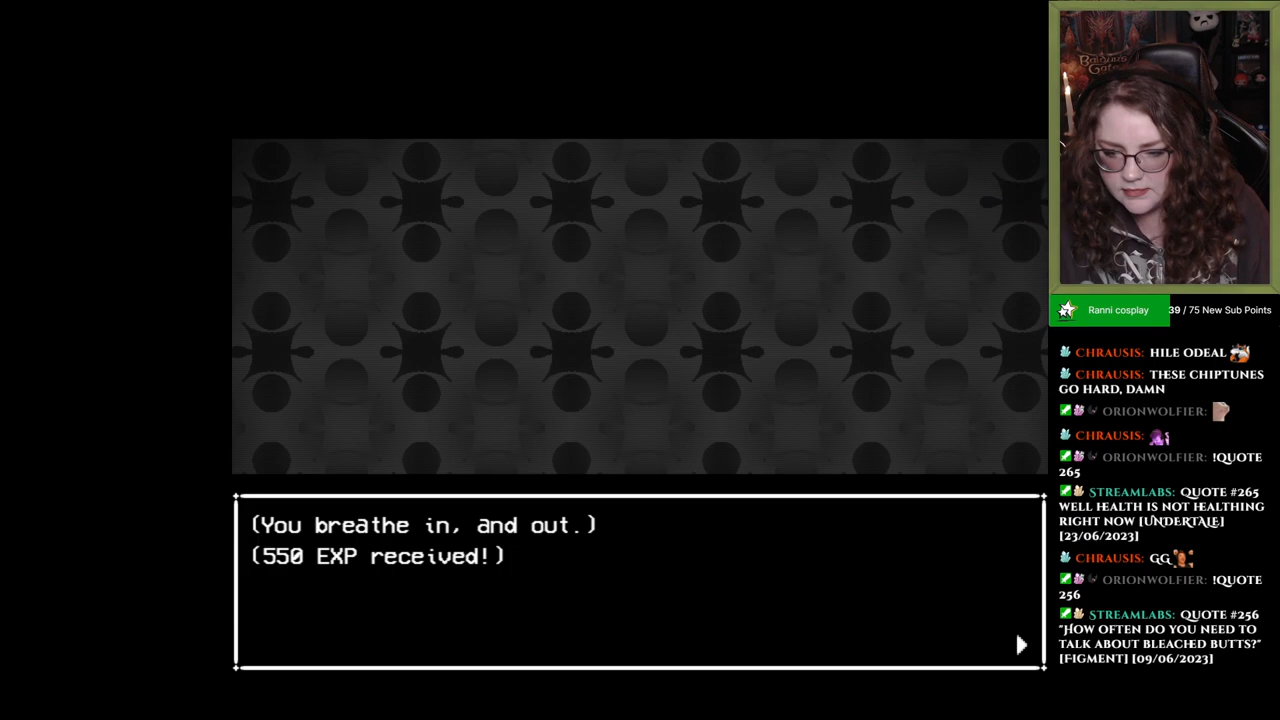 Baldur's
Gate
(You breathe in, and out.)
(550 EXP received!)
Ranni cosplay
39 / 75 New Sub Points
CHRAUSIS: HILE ODEAL
CHRAUSIS: THESE CHIPTUNES
GO HARD, DAMN
ORIONWOLFIER:
CHRAUSIS:
ORIONWOLFIER: !QUOTE
265
STREAMLABS: QUOTE #265
WELL HEALTH IS NOT HEALTHING
RIGHT NOW [UNDERTALE]
[23/06/2023]
CHRAUSIS: GG
ORIONWOLFIER: !QUOTE
256
STREAMLABS: QUOTE #256
"HOW OFTEN DO YOU NEED TO
TALK ABOUT BLEACHED BUTTS?"
[FIGMENT] [09/06/2023]